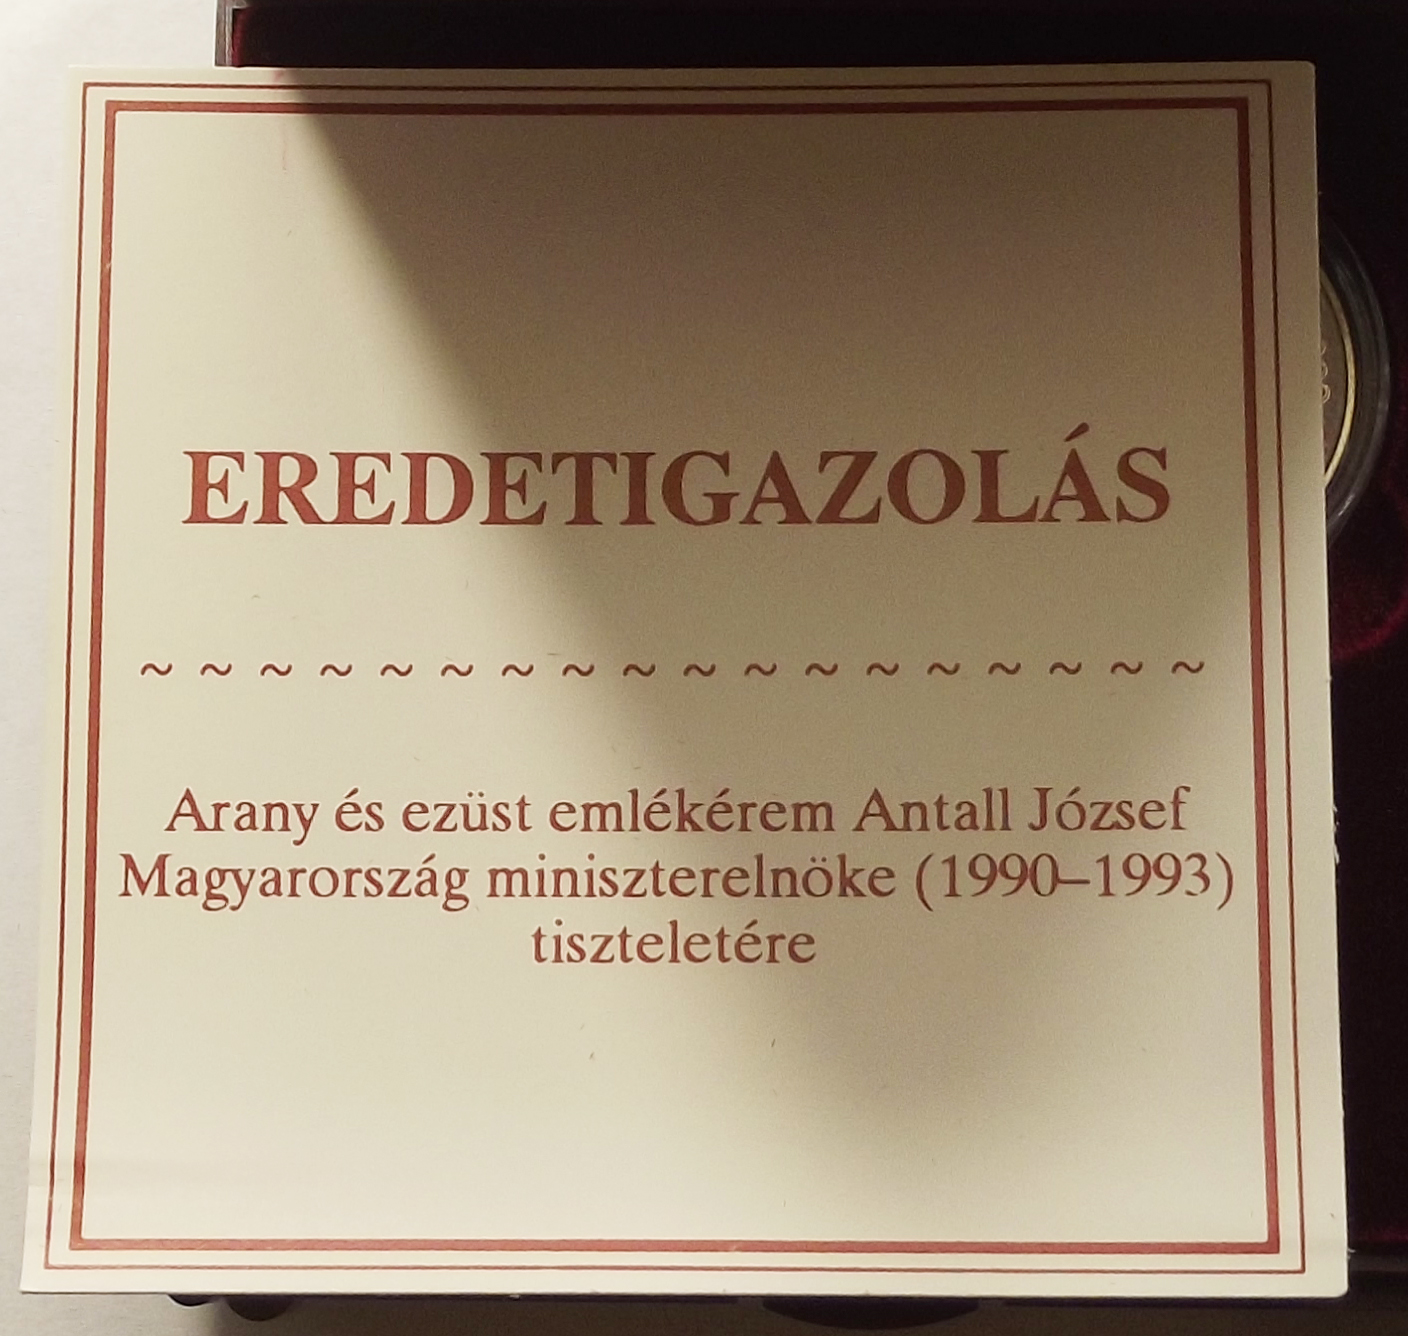 EREDETIGAZOLÁS
~ ~ ~ ~ ~ ~ ~ ~ ~ ~ ~ ~ ~ ~ ~ ~ ~ ~
Arany és ezüst emlékérem Antall József
Magyarország miniszterelnöke (1990–1993)
tiszteletére